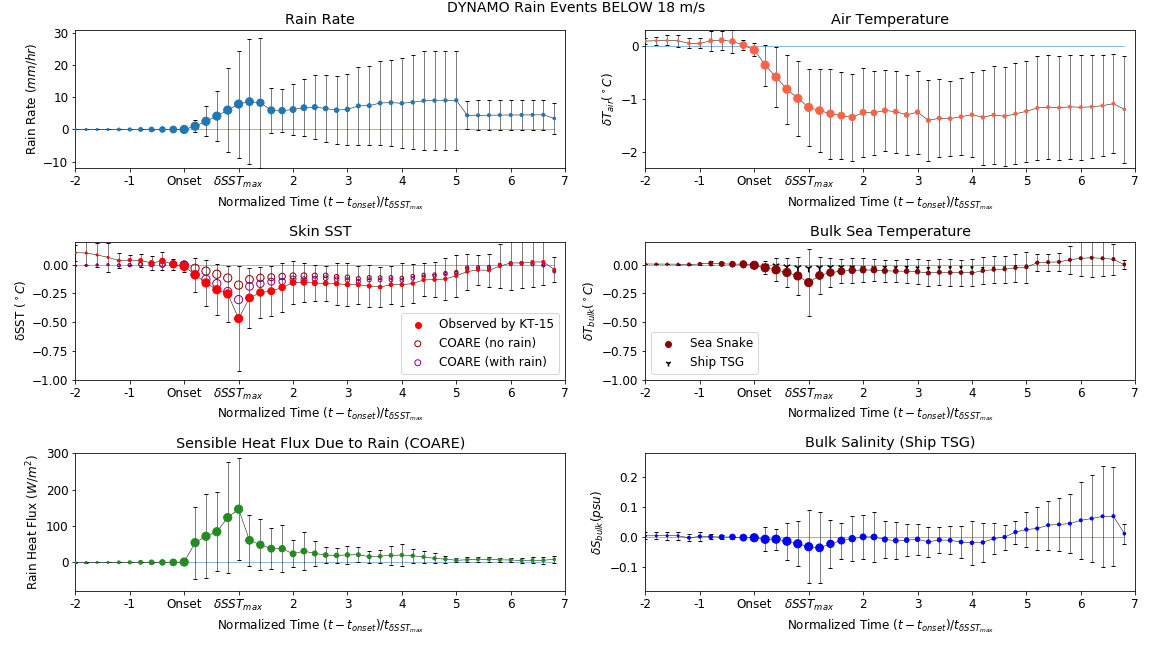 DYNAMO Rain Events BELOW 18 m/s
Rain Rate
Rain Rate (mm/hr)
30
20
10
0
−10
-2 -1 Onset δSST_max 2 3 4 5 6 7
Normalized Time (t − t_onset)/t_δSST_max
Air Temperature
δT_air(°C)
0
−1
−2
-2 -1 Onset δSST_max 2 3 4 5 6 7
Normalized Time (t − t_onset)/t_δSST_max
Skin SST
δSST (°C)
0.00
−0.25
−0.50
−0.75
−1.00
Observed by KT-15
COARE (no rain)
COARE (with rain)
-2 -1 Onset δSST_max 2 3 4 5 6 7
Normalized Time (t − t_onset)/t_δSST_max
Bulk Sea Temperature
δT_bulk(°C)
0.00
−0.25
−0.50
−0.75
−1.00
Sea Snake
Ship TSG
-2 -1 Onset δSST_max 2 3 4 5 6 7
Normalized Time (t − t_onset)/t_δSST_max
Sensible Heat Flux Due to Rain (COARE)
Rain Heat Flux (W/m²)
300
200
100
0
-2 -1 Onset δSST_max 2 3 4 5 6 7
Normalized Time (t − t_onset)/t_δSST_max
Bulk Salinity (Ship TSG)
δS_bulk(psu)
0.2
0.1
0.0
−0.1
-2 -1 Onset δSST_max 2 3 4 5 6 7
Normalized Time (t − t_onset)/t_δSST_max